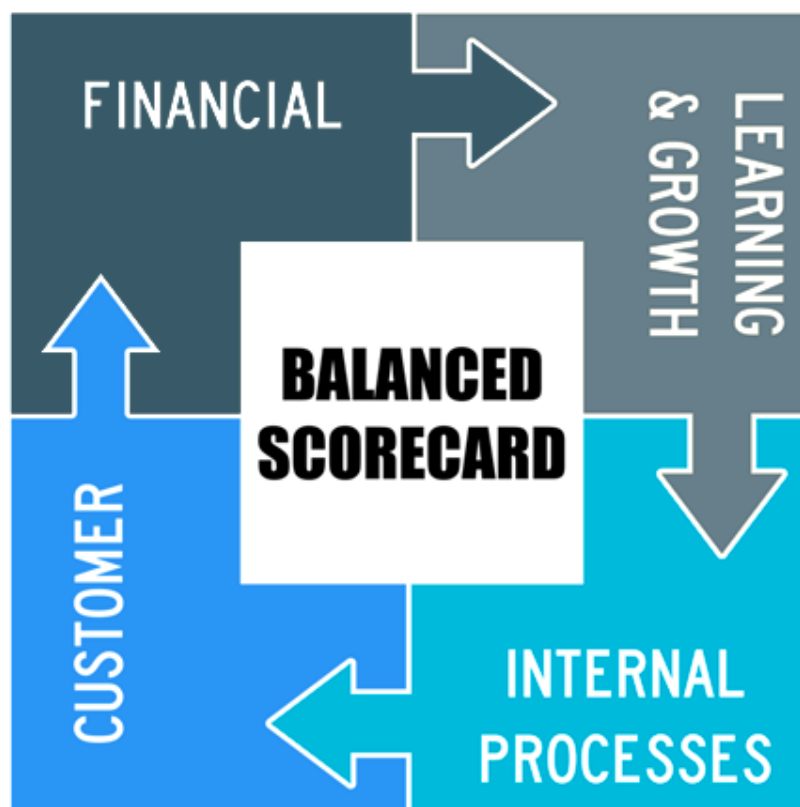 FINANCIAL
LEARNING
& GROWTH
BALANCED
SCORECARD
CUSTOMER
INTERNAL
PROCESSES